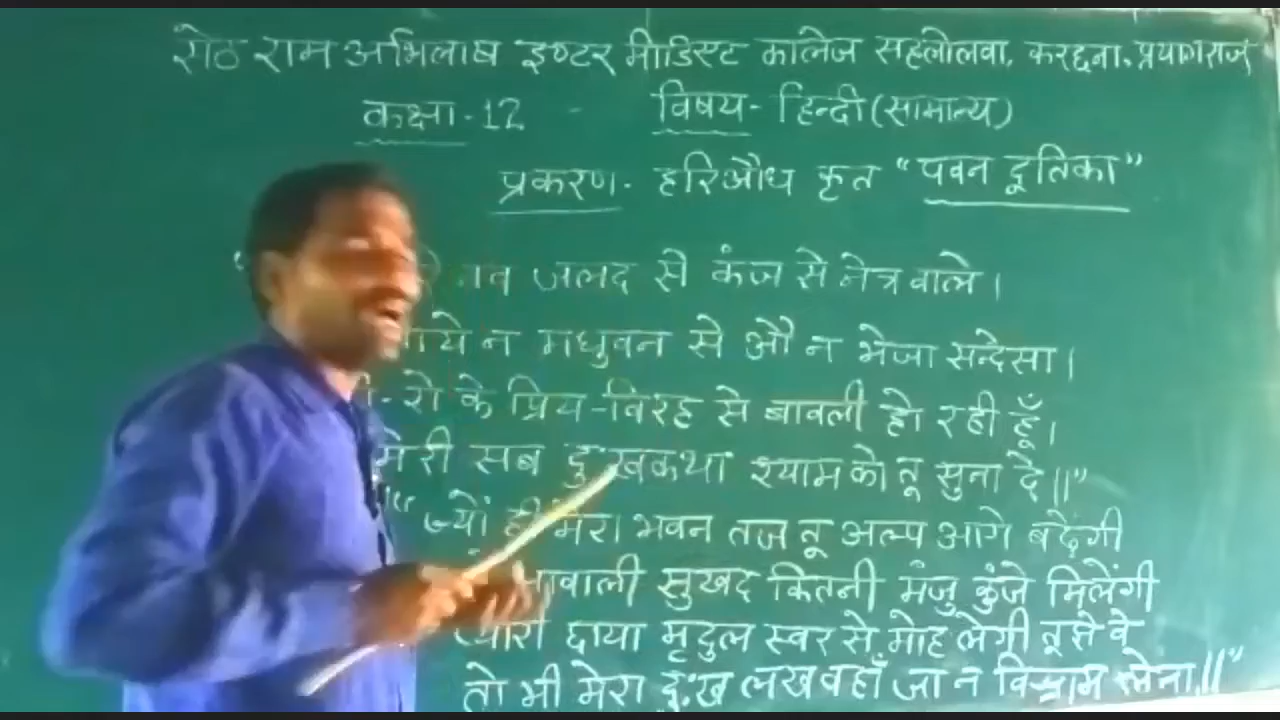 सेठ राम अभिलाष इण्टर मीडिएट कालेज सहलोलवा, करछना, प्रयागराज
कक्षा-12 विषय- हिन्दी (सामान्य)
प्रकरण- हरिऔध कृत "पवन दूतिका"
नव जलद से कंज से नेत्र वाले।
न मधुवन से औ न भेजा सन्देसा।
रो के प्रिय-विरह से बावली हो रही हूँ।
मेरी सब दुःखकथा श्याम को तू सुना दे॥"
"ज्यों ही मेरा भवन तज तू अल्प आगे बढ़ेगी
सुखद कितनी मंजु कुंजे मिलेंगी
प्यारी छाया मृदुल स्वर से मोह लेगी तूझे वे
तो भी मेरा दुःख लख वहाँ जा न विश्राम लेना॥"